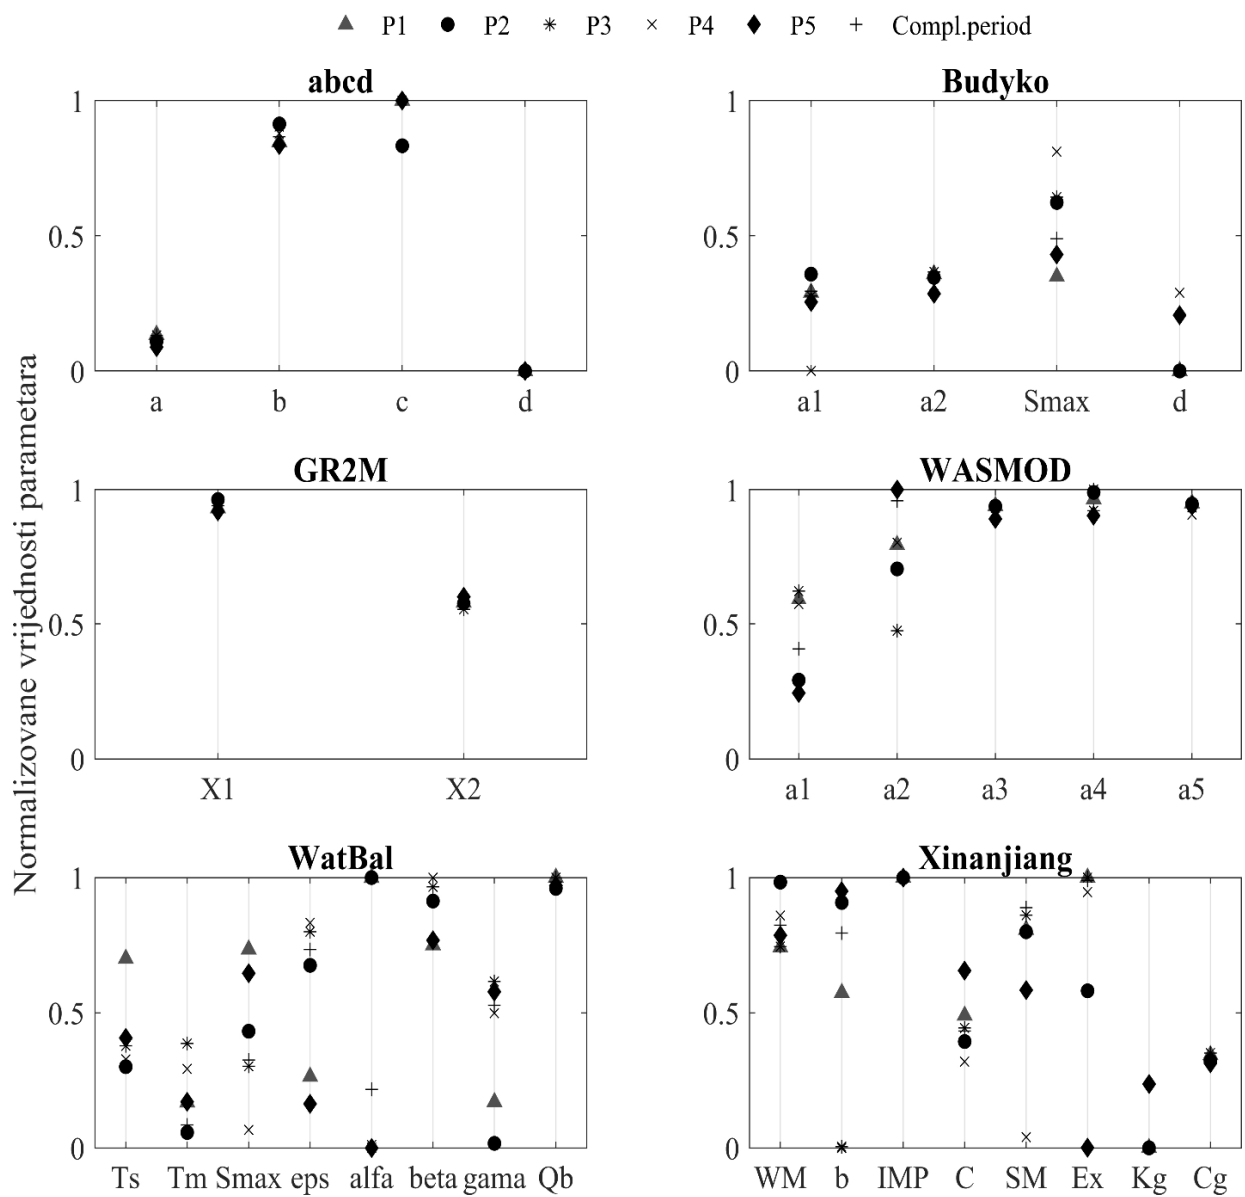 P1 P2 P3 P4 P5 Compl.period
Normalizovane vrijednosti parametara
abcd
1
0.5
0
a b c d
Budyko
1
0.5
0
a1 a2 Smax d
GR2M
1
0.5
0
X1 X2
WASMOD
1
0.5
0
a1 a2 a3 a4 a5
WatBal
1
0.5
0
Ts Tm Smax eps alfa beta gama Qb
Xinanjiang
1
0.5
0
WM b IMP C SM Ex Kg Cg